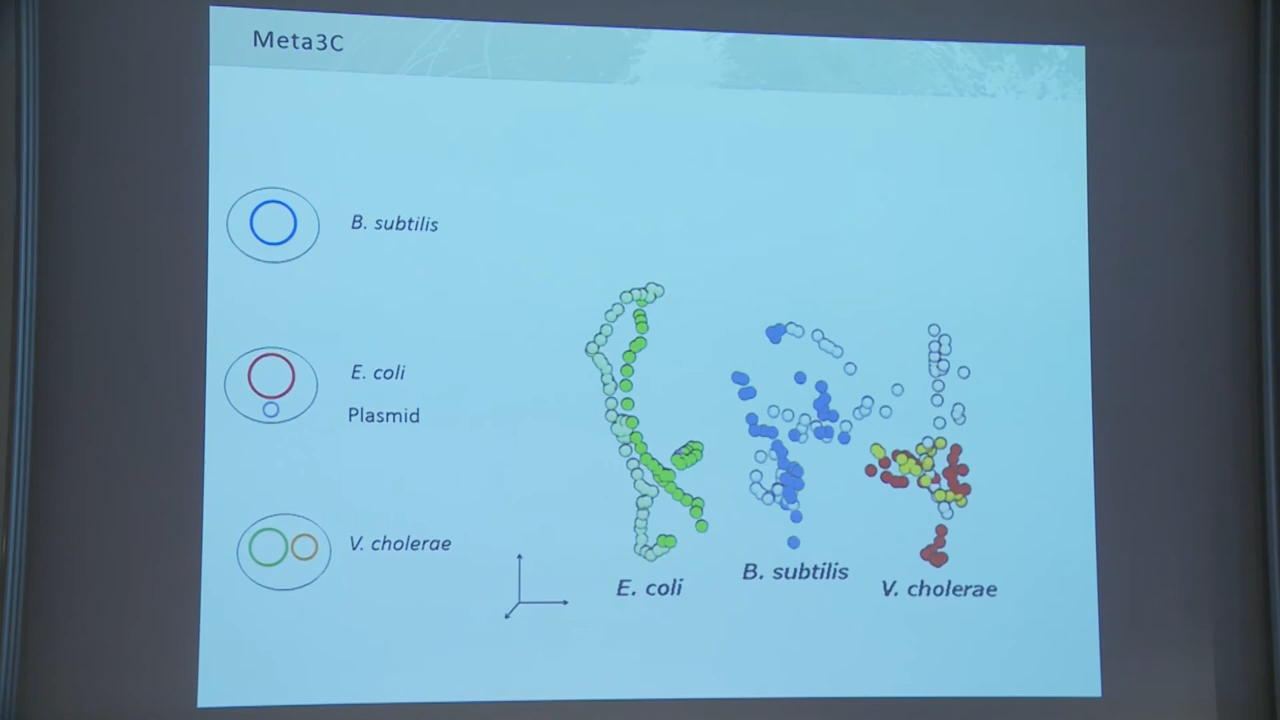 Meta3C
B. subtilis
E. coli
Plasmid
V. cholerae
E. coli
B. subtilis
V. cholerae